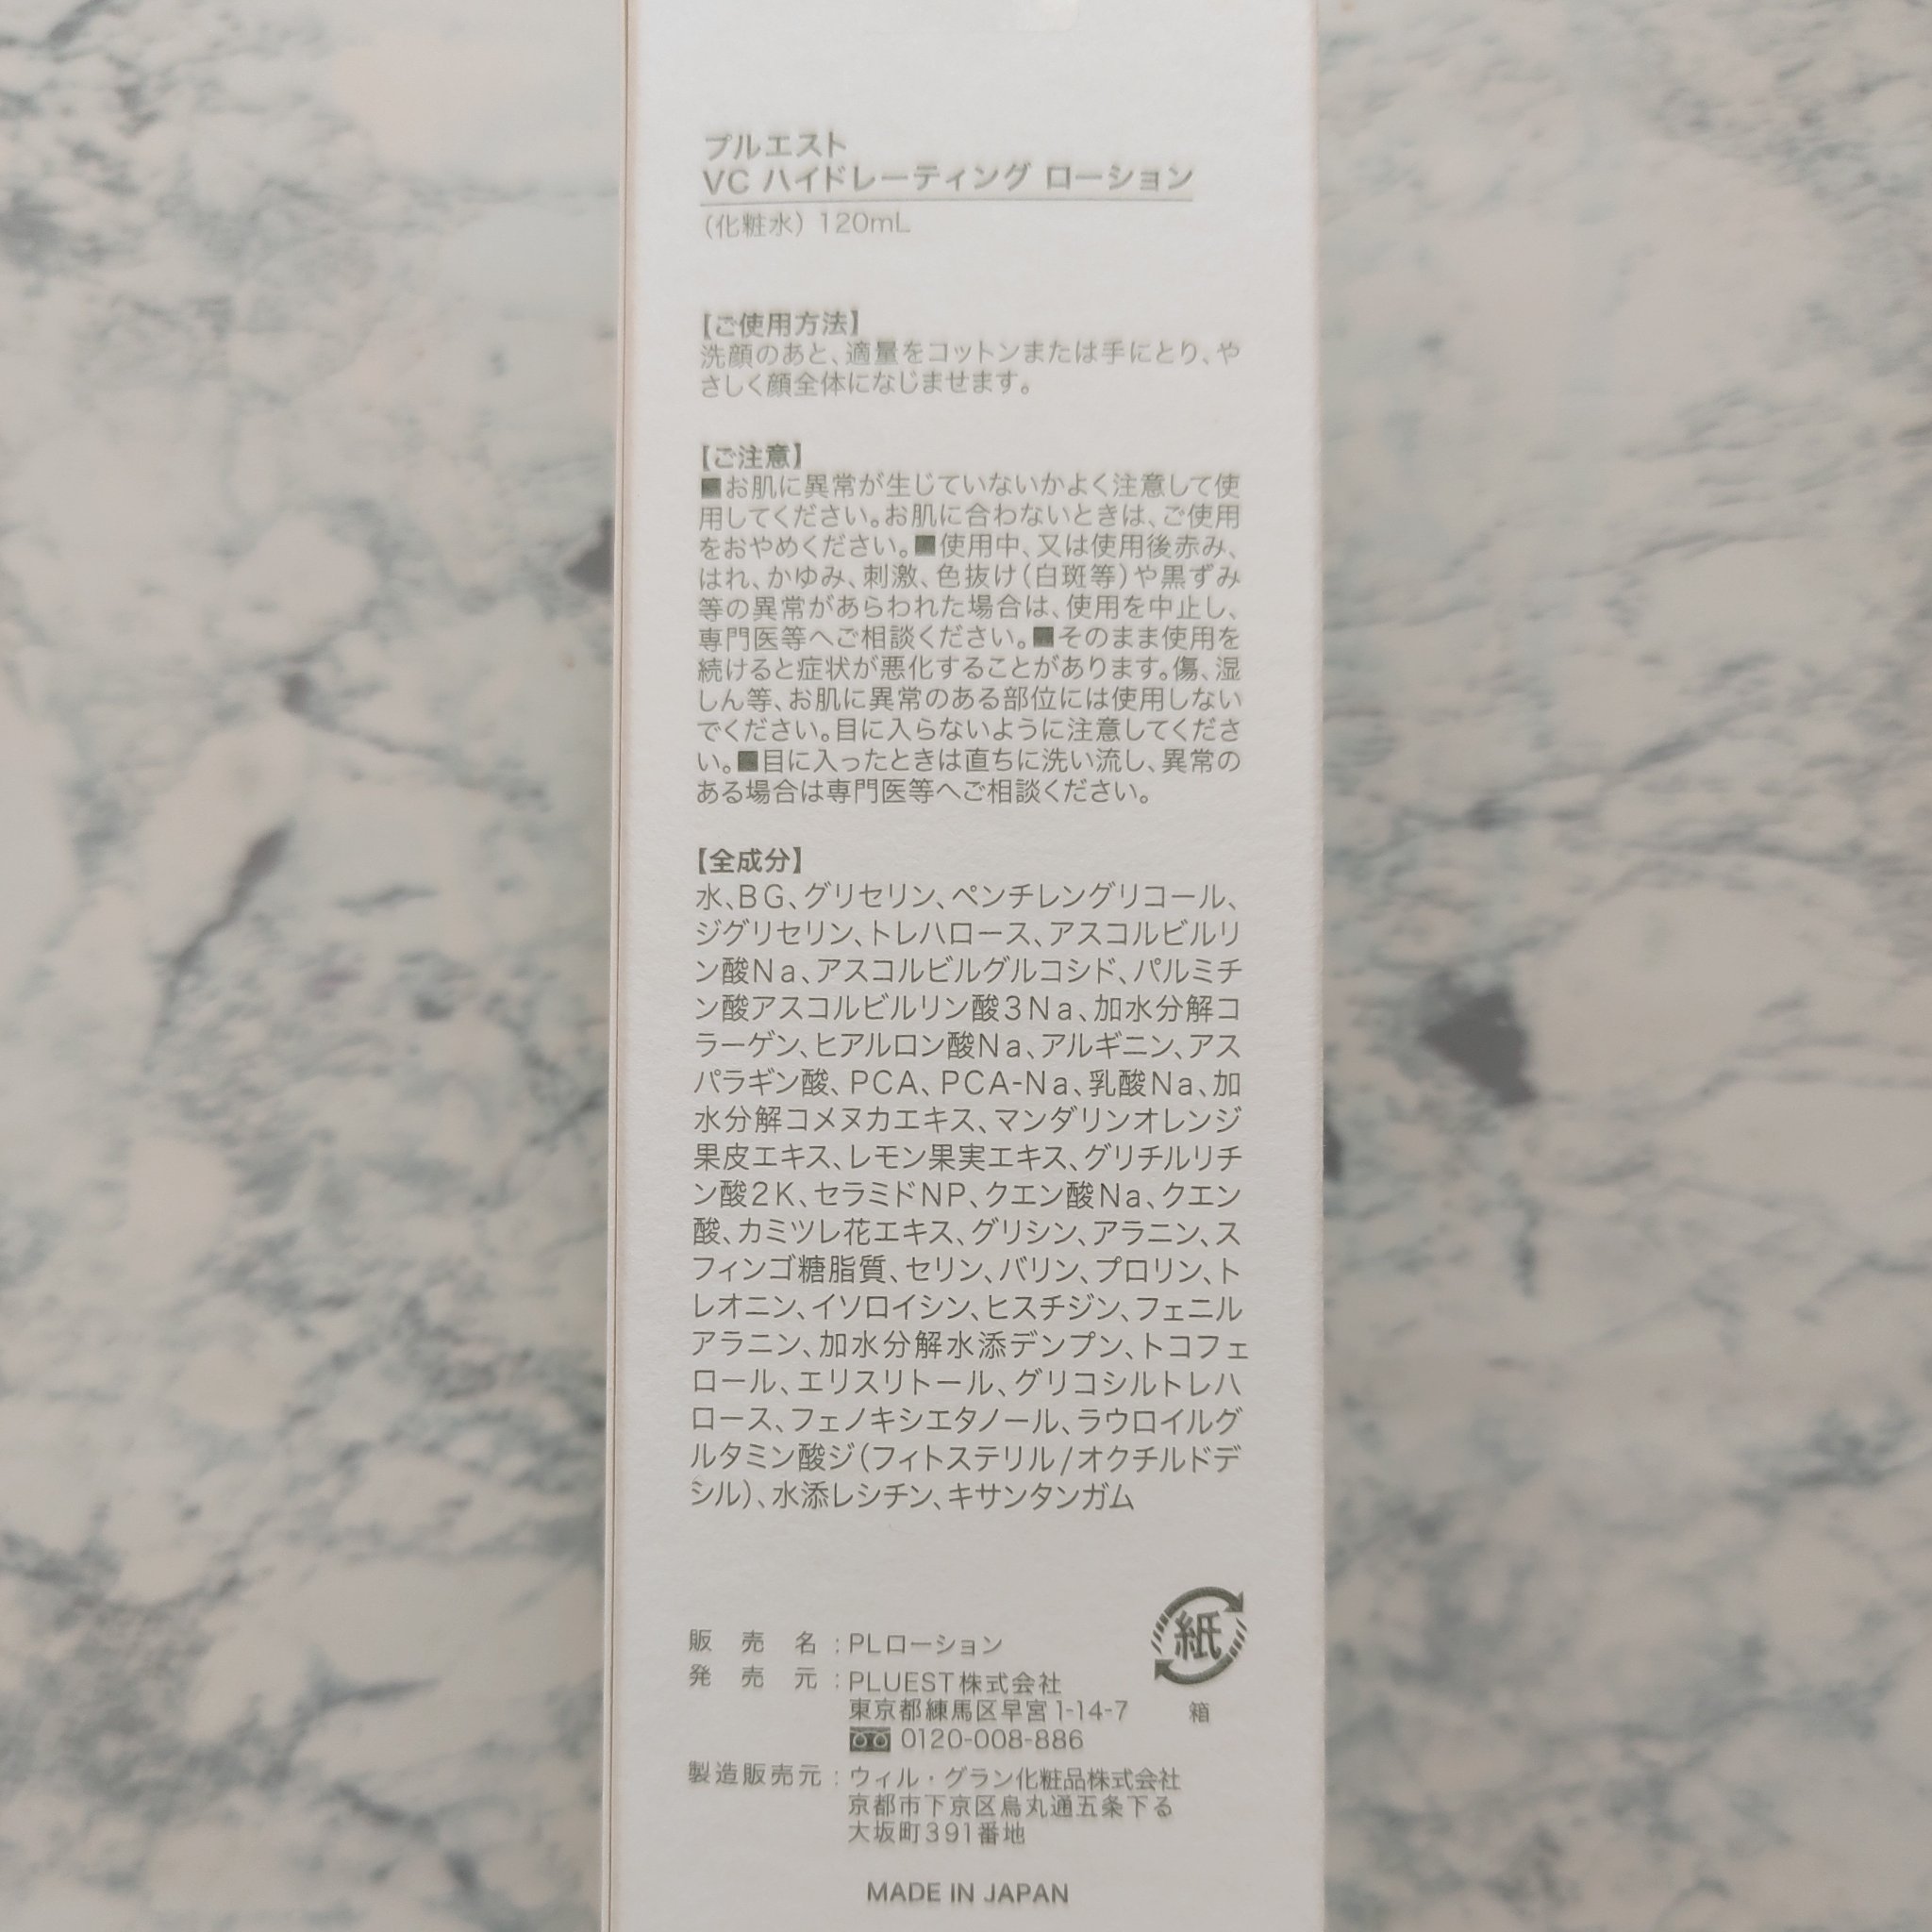 プルエスト
VC ハイドレーティング ローション
(化粧水) 120mL
【ご使用方法】
洗顔のあと、適量をコットンまたは手にとり、や
さしく顔全体になじませます。
【ご注意】
■お肌に異常が生じていないかよく注意して使
用してください。お肌に合わないときは、ご使用
をおやめください。■使用中、又は使用後赤み、
はれ、かゆみ、刺激、色抜け(白斑等)や黒ずみ
等の異常があらわれた場合は、使用を中止し、
専門医等へご相談ください。■そのまま使用を
続けると症状が悪化することがあります。傷、湿
しん等、お肌に異常のある部位には使用しない
でください。目に入らないように注意してくださ
い。■目に入ったときは直ちに洗い流し、異常の
ある場合は専門医等へご相談ください。
【全成分】
水、BG、グリセリン、ペンチレングリコール、
ジグリセリン、トレハロース、アスコルビルリ
ン酸Na、アスコルビルグルコシド、パルミチ
ン酸アスコルビルリン酸3Na、加水分解コ
ラーゲン、ヒアルロン酸Na、アルギニン、アス
パラギン酸、PCA、PCA-Na、乳酸Na、加
水分解コメヌカエキス、マンダリンオレンジ
果皮エキス、レモン果実エキス、グリチルリチ
ン酸2K、セラミドNP、クエン酸Na、クエン
酸、カミツレ花エキス、グリシン、アラニン、ス
フィンゴ糖脂質、セリン、バリン、プロリン、ト
レオニン、イソロイシン、ヒスチジン、フェニル
アラニン、加水分解水添デンプン、トコフェ
ロール、エリスリトール、グリコシルトレハ
ロース、フェノキシエタノール、ラウロイルグ
ルタミン酸ジ(フィトステリル/オクチルドデ
シル)、水添レシチン、キサンタンガム
販売名:PLローション
発売元:PLUEST株式会社
東京都練馬区早宮1-14-7
0120-008-886
製造販売元:ウィル・グラン化粧品株式会社
京都市下京区烏丸通五条下る
大坂町391番地
紙
箱
MADE IN JAPAN